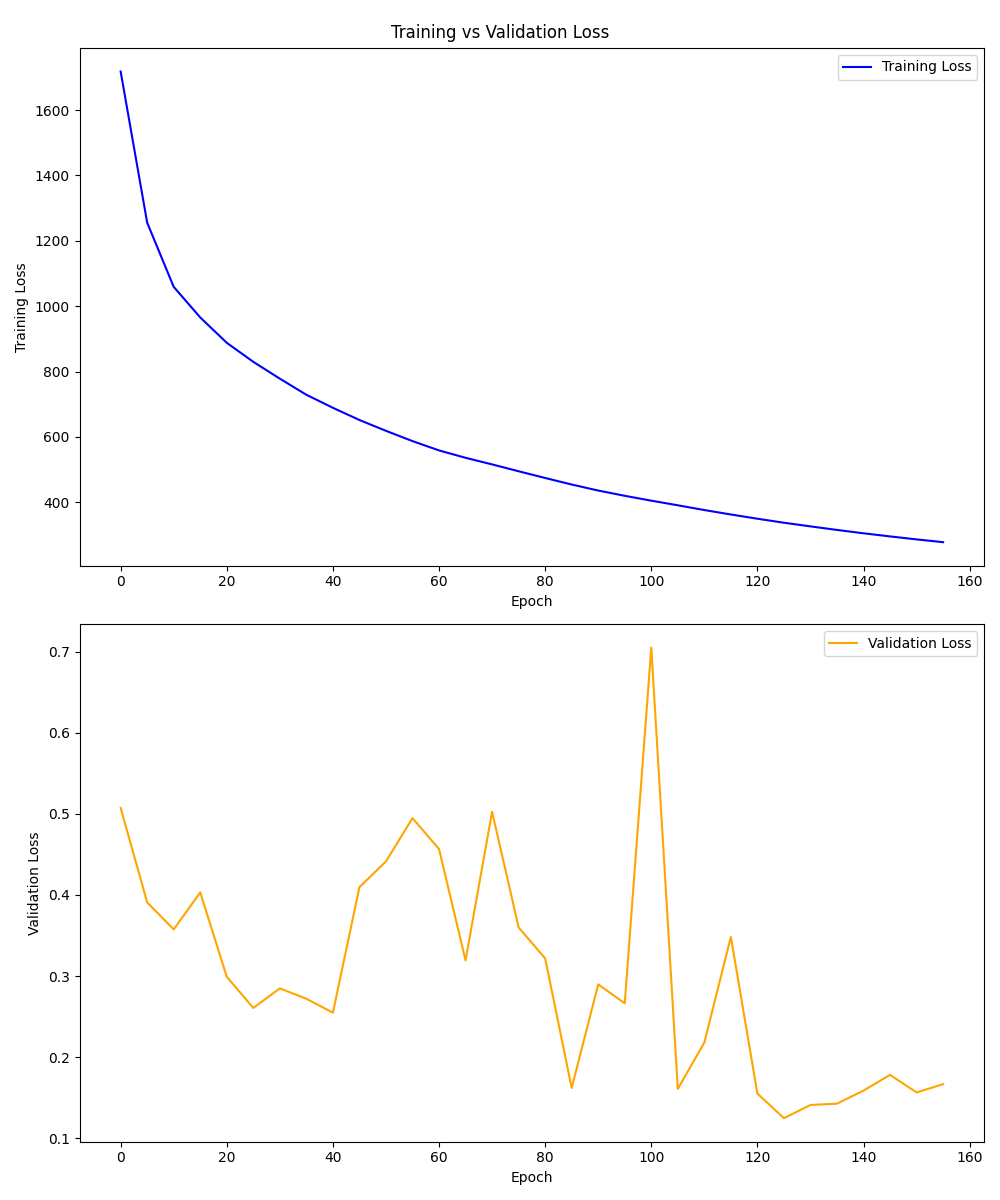 Training vs Validation Loss
Training Loss
1600
1400
1200
1000
800
600
400
Training Loss
0 20 40 60 80 100 120 140 160
Epoch
Validation Loss
0.7
0.6
0.5
0.4
0.3
0.2
0.1
Validation Loss
0 20 40 60 80 100 120 140 160
Epoch